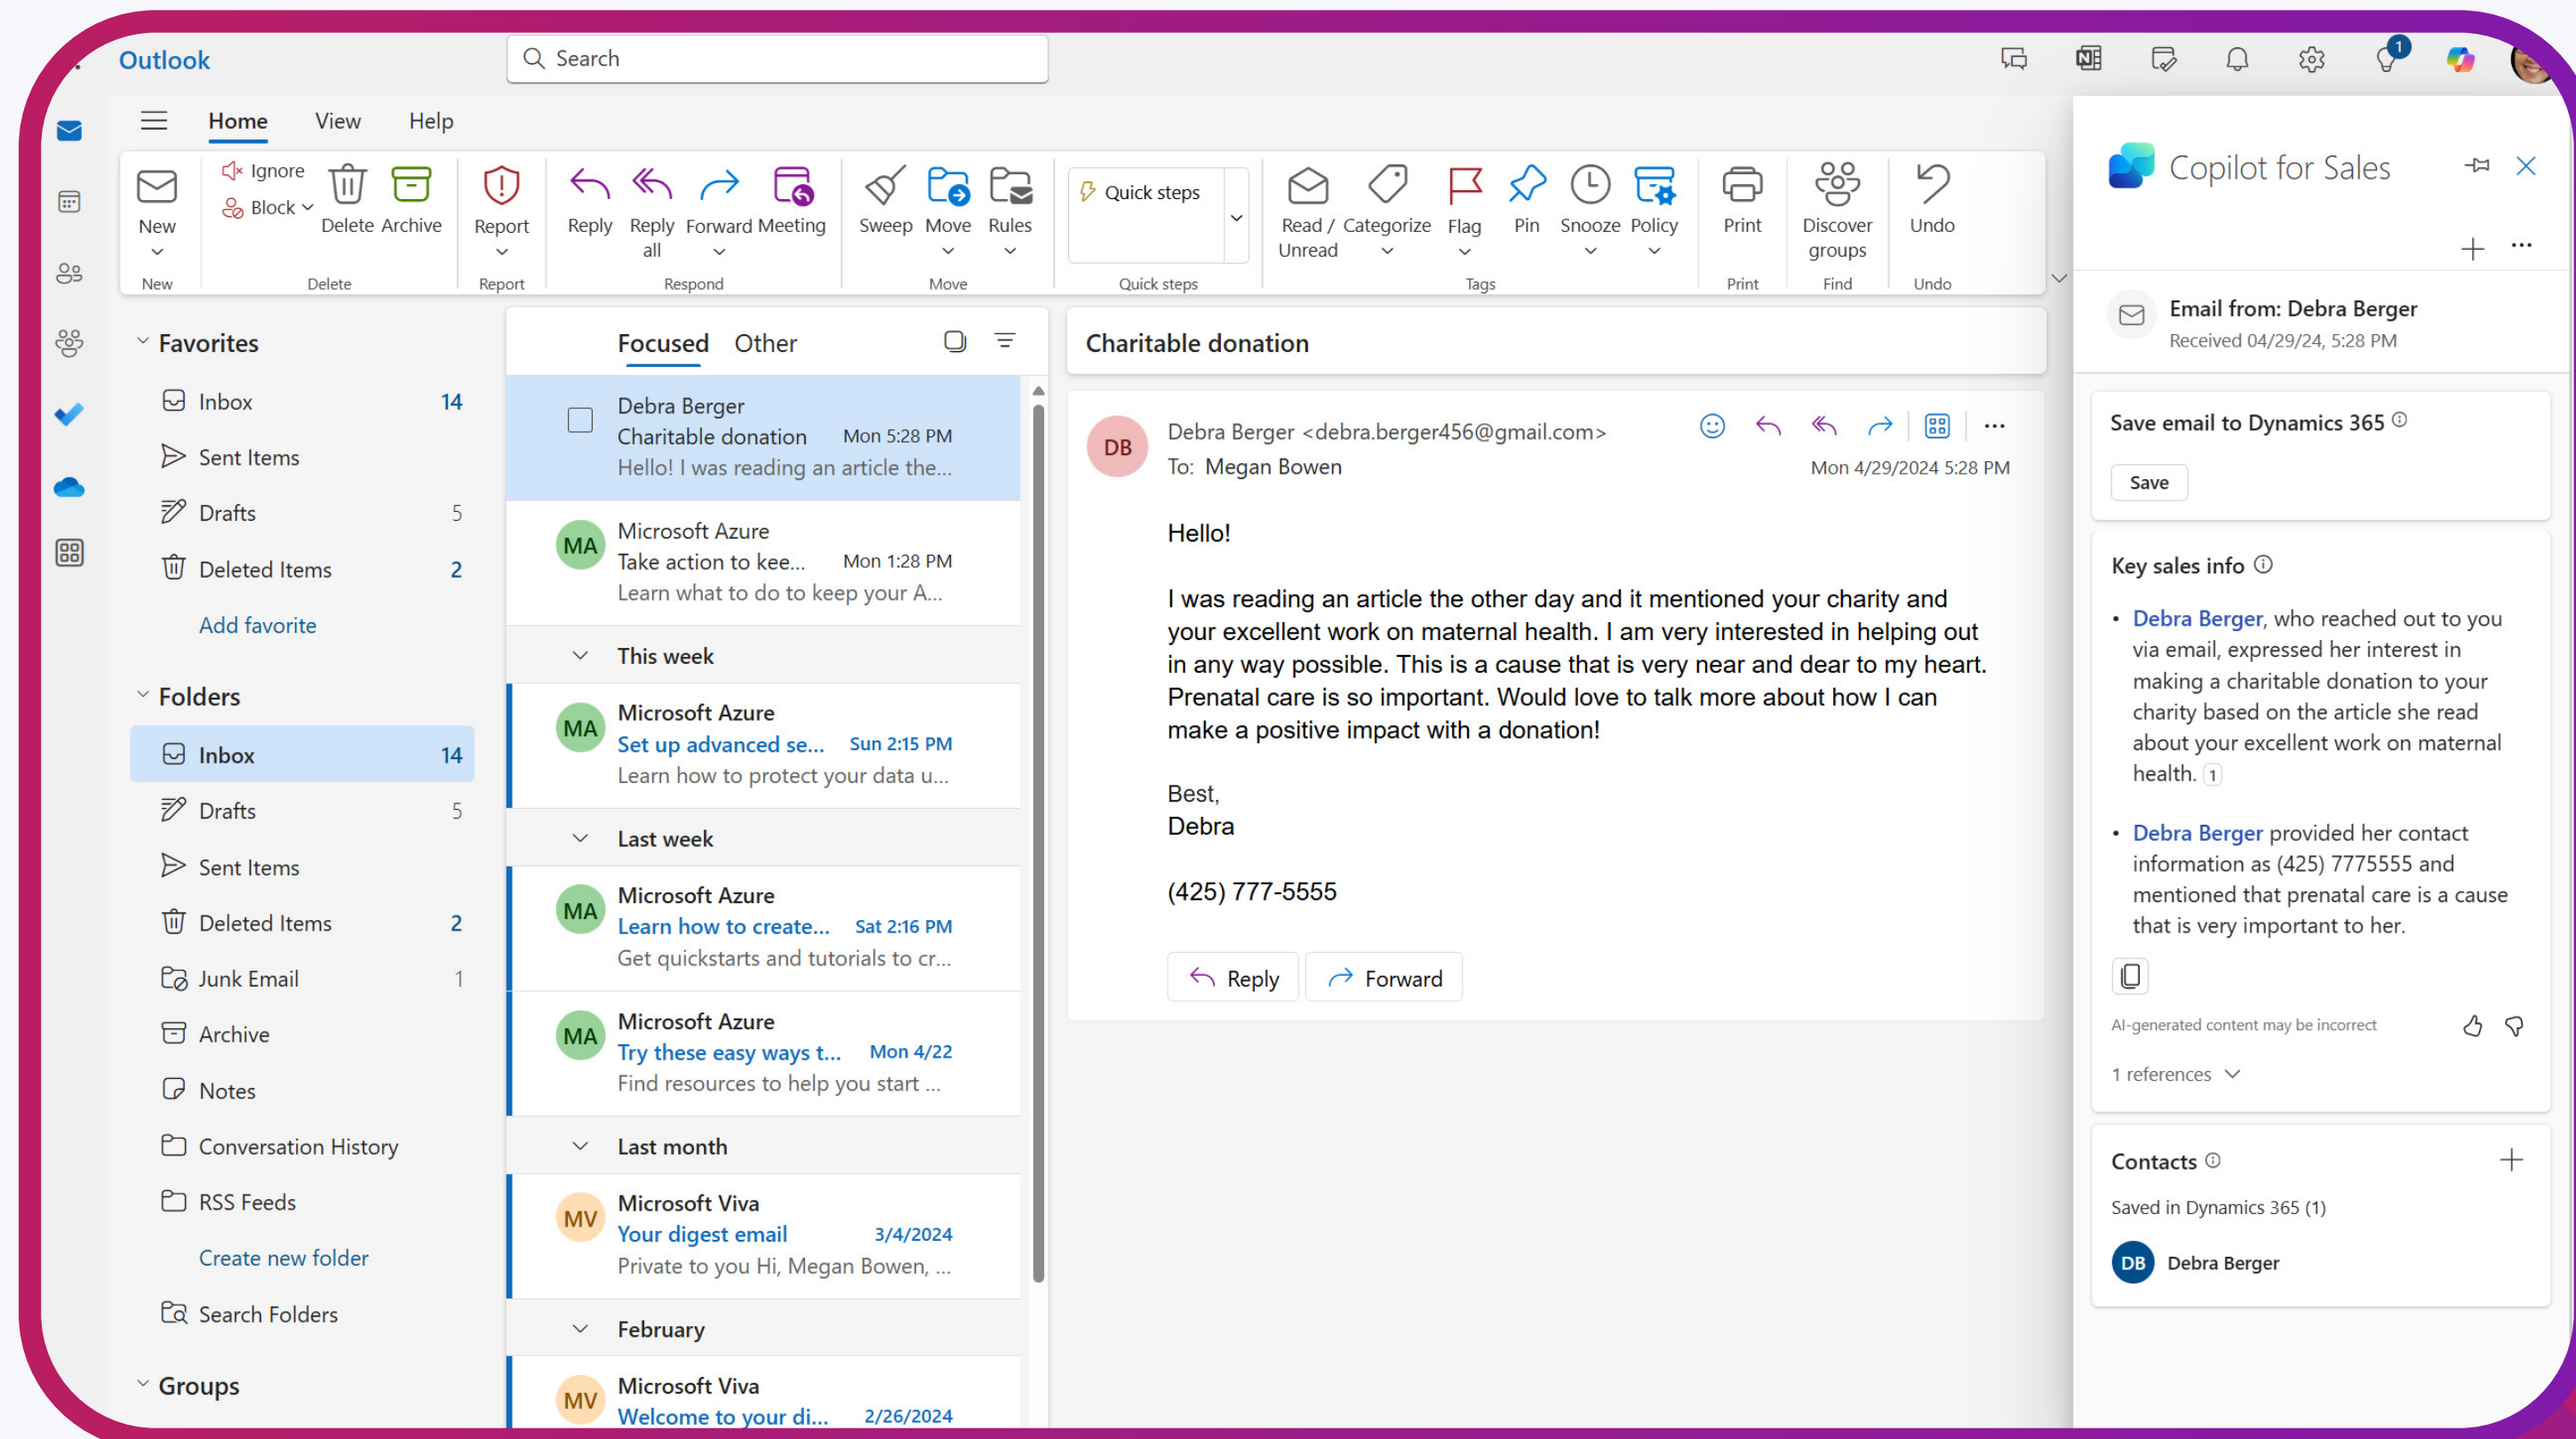 Outlook
Search
1
Home View Help
New
Ignore
Block
Delete
Archive
Report
Reply
Reply all
Forward
Meeting
Sweep
Move
Rules
Quick steps
Read / Unread
Categorize
Flag
Pin
Snooze
Policy
Print
Discover groups
Undo
New
Delete
Report
Respond
Move
Quick steps
Tags
Print
Find
Undo
Favorites
Inbox 14
Sent Items
Drafts 5
Deleted Items 2
Add favorite
Folders
Inbox 14
Drafts 5
Sent Items
Deleted Items 2
Junk Email 1
Archive
Notes
Conversation History
RSS Feeds
Create new folder
Search Folders
Groups
Focused Other
Debra Berger
Charitable donation Mon 5:28 PM
Hello! I was reading an article the...
MA
Microsoft Azure
Take action to kee... Mon 1:28 PM
Learn what to do to keep your A...
This week
MA
Microsoft Azure
Set up advanced se... Sun 2:15 PM
Learn how to protect your data u...
Last week
MA
Microsoft Azure
Learn how to create... Sat 2:16 PM
Get quickstarts and tutorials to cr...
MA
Microsoft Azure
Try these easy ways t... Mon 4/22
Find resources to help you start ...
Last month
MV
Microsoft Viva
Your digest email 3/4/2024
Private to you Hi, Megan Bowen, ...
February
MV
Microsoft Viva
Welcome to your di... 2/26/2024
Charitable donation
DB
Debra Berger <debra.berger456@gmail.com>
To: Megan Bowen
Mon 4/29/2024 5:28 PM
Hello!
I was reading an article the other day and it mentioned your charity and
your excellent work on maternal health. I am very interested in helping out
in any way possible. This is a cause that is very near and dear to my heart.
Prenatal care is so important. Would love to talk more about how I can
make a positive impact with a donation!
Best,
Debra
(425) 777-5555
Reply Forward
Copilot for Sales
Email from: Debra Berger
Received 04/29/24, 5:28 PM
Save email to Dynamics 365
Save
Key sales info
• Debra Berger, who reached out to you
via email, expressed her interest in
making a charitable donation to your
charity based on the article she read
about your excellent work on maternal
health. 1
• Debra Berger provided her contact
information as (425) 7775555 and
mentioned that prenatal care is a cause
that is very important to her.
AI-generated content may be incorrect
1 references
Contacts
Saved in Dynamics 365 (1)
DB Debra Berger